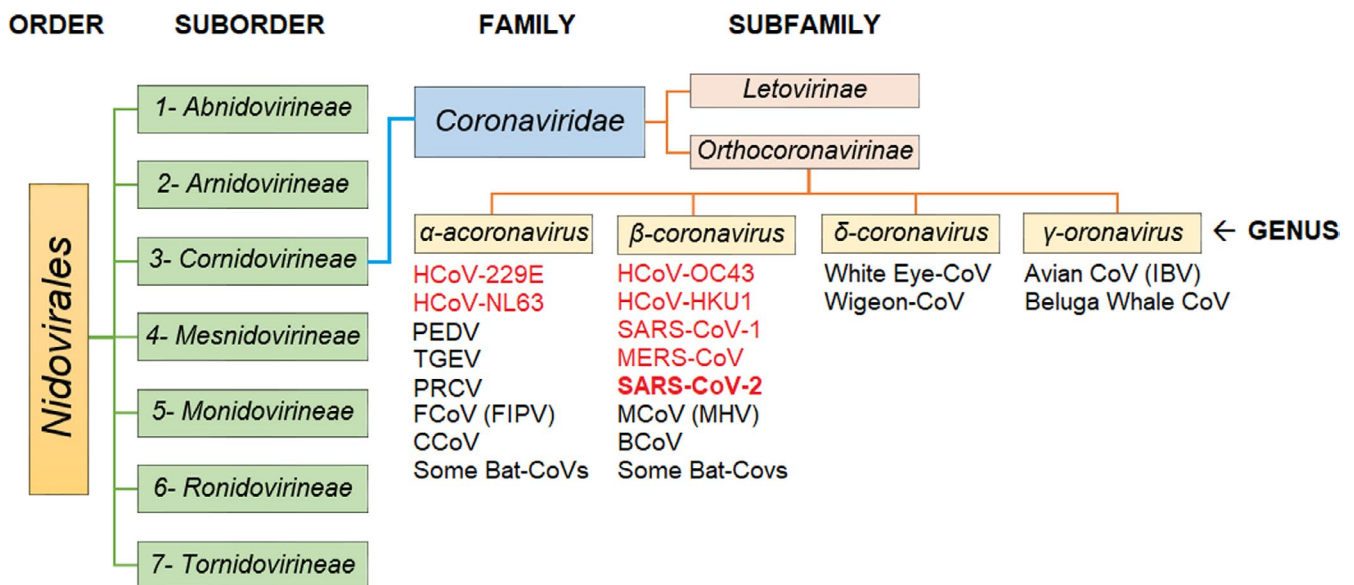 ORDER SUBORDER FAMILY SUBFAMILY
Nidovirales
1- Abnidovirineae
2- Arnidovirineae
3- Cornidovirineae
4- Mesnidovirineae
5- Monidovirineae
6- Ronidovirineae
7- Tornidovirineae
Coronaviridae
Letovirinae
Orthocoronavirinae
α-acoronavirus
HCoV-229E
HCoV-NL63
PEDV
TGEV
PRCV
FCoV (FIPV)
CCoV
Some Bat-CoVs
β-coronavirus
HCoV-OC43
HCoV-HKU1
SARS-CoV-1
MERS-CoV
SARS-CoV-2
MCoV (MHV)
BCoV
Some Bat-Covs
δ-coronavirus
White Eye-CoV
Wigeon-CoV
γ-oronavirus
Avian CoV (IBV)
Beluga Whale CoV
← GENUS